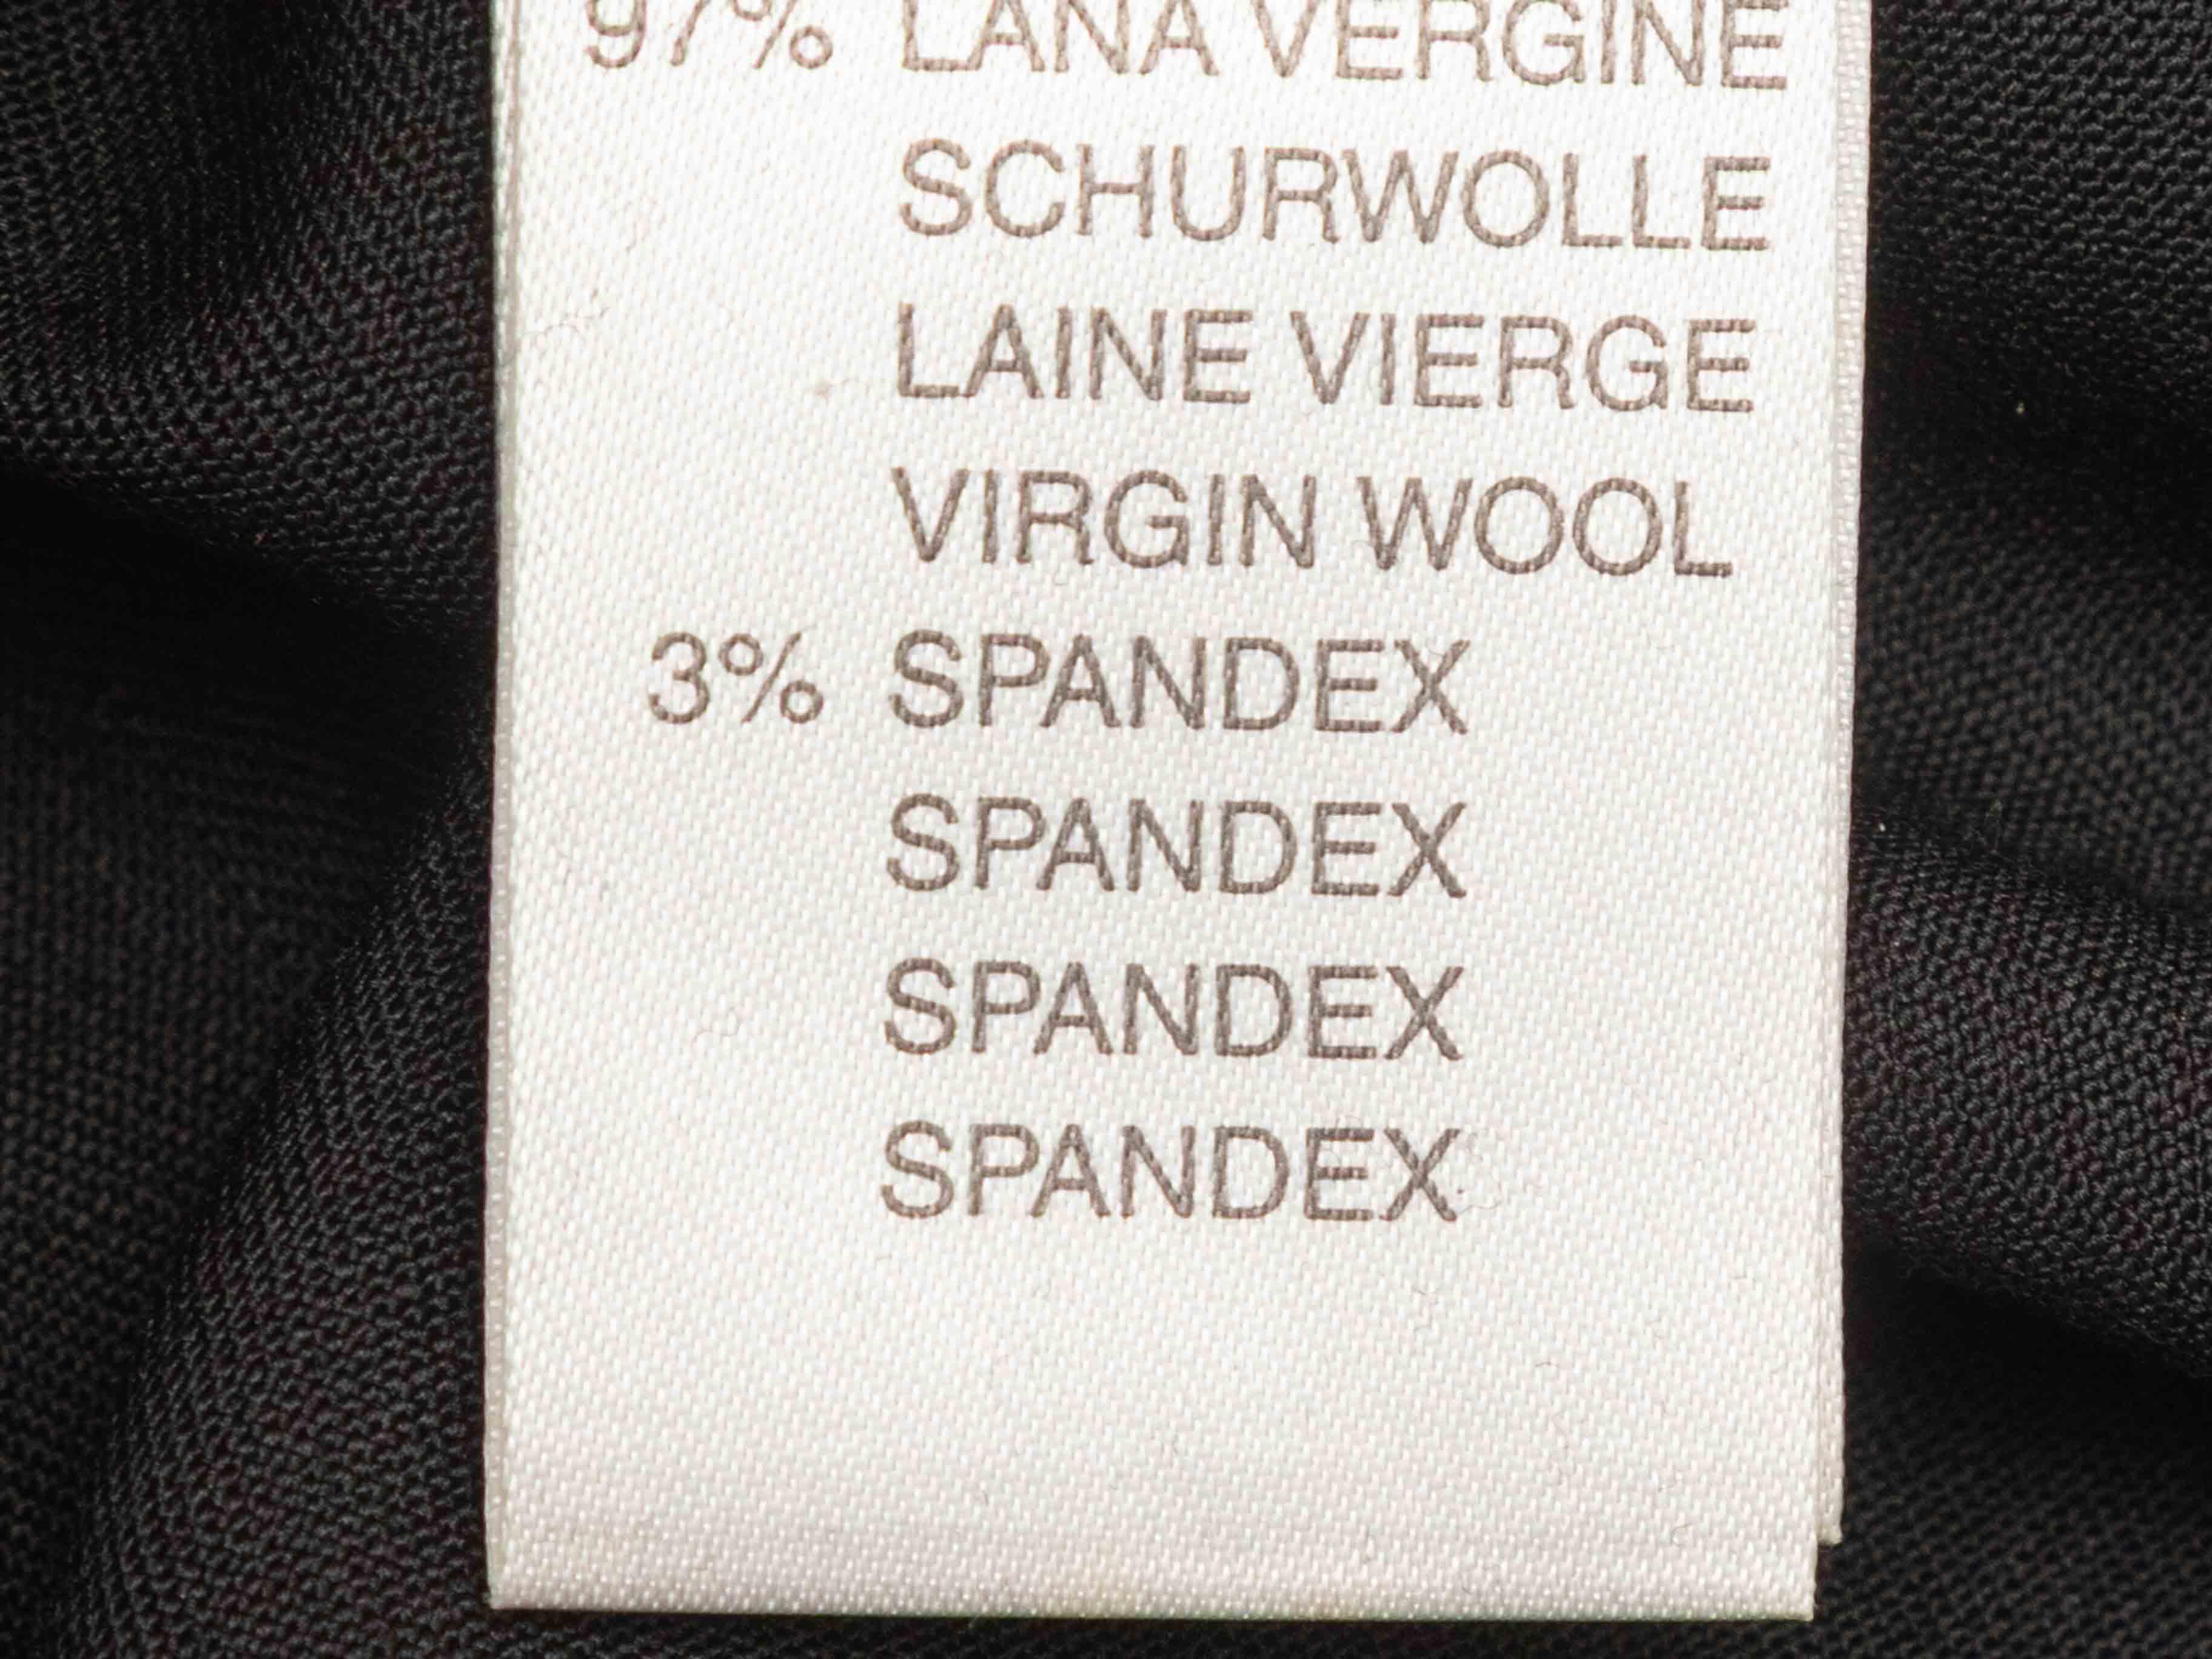 97% LANA VERGINE
SCHURWOLLE
LAINE VIERGE
VIRGIN WOOL
3% SPANDEX
SPANDEX
SPANDEX
SPANDEX